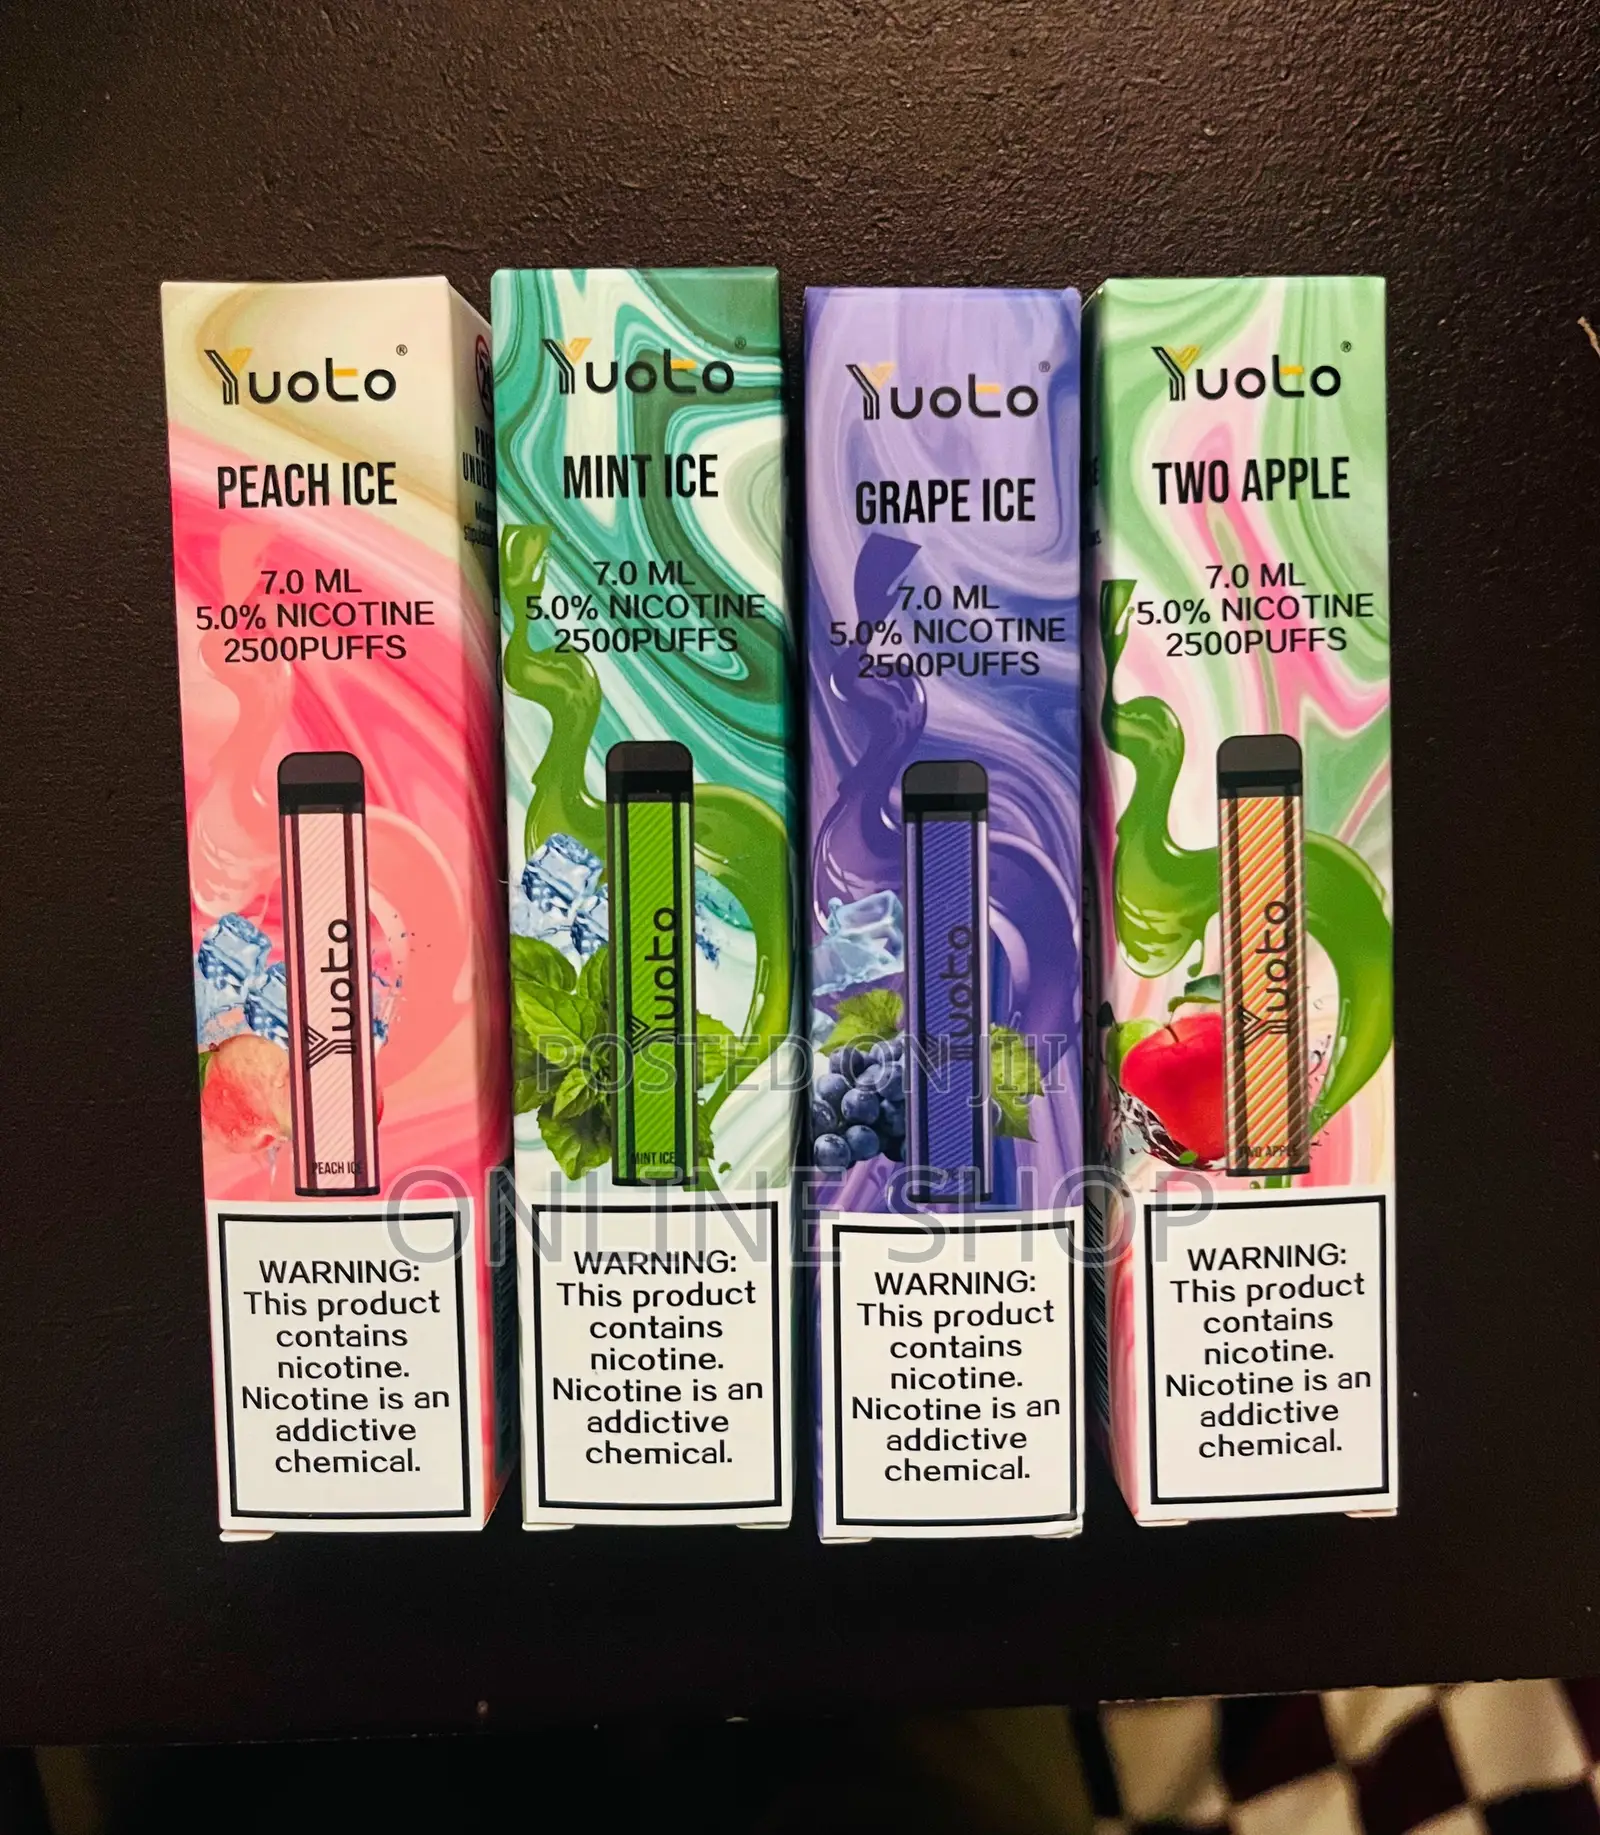 Yuoto®
PEACH ICE
7.0 ML
5.0% NICOTINE
2500PUFFS
Yuoto
PEACH ICE
WARNING:
This product
contains
nicotine.
Nicotine is an
addictive
chemical.
Yuoto®
MINT ICE
7.0 ML
5.0% NICOTINE
2500PUFFS
Yuoto
MINT ICE
WARNING:
This product
contains
nicotine.
Nicotine is an
addictive
chemical.
Yuoto®
GRAPE ICE
7.0 ML
5.0% NICOTINE
2500PUFFS
Yuoto
WARNING:
This product
contains
nicotine.
Nicotine is an
addictive
chemical.
Yuoto®
TWO APPLE
7.0 ML
5.0% NICOTINE
2500PUFFS
Yuoto
TWO APPLE
WARNING:
This product
contains
nicotine.
Nicotine is an
addictive
chemical.
POSTED ON JIJI
ONLINE SHOP